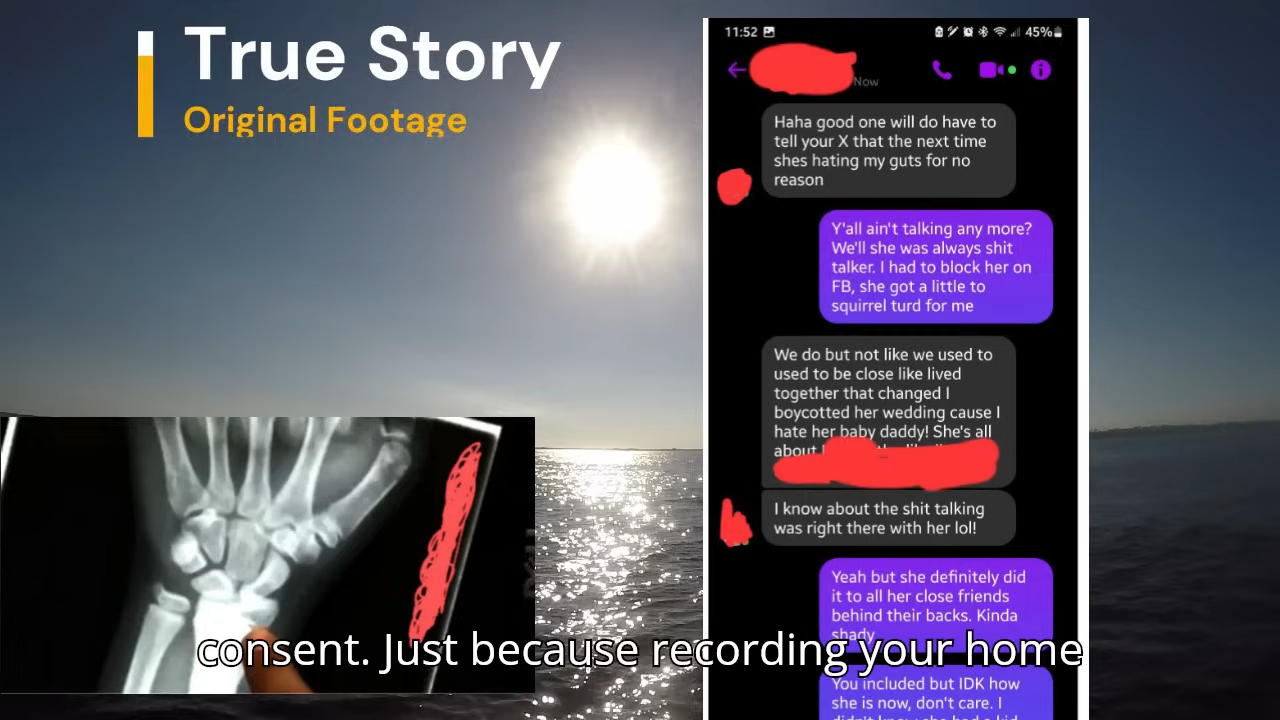 True Story
Original Footage
11:52
45%
Now
Haha good one will do have to
tell your X that the next time
shes hating my guts for no
reason
Y'all ain't talking any more?
We'll she was always shit
talker. I had to block her on
FB, she got a little to
squirrel turd for me
We do but not like we used to
used to be close like lived
together that changed I
boycotted her wedding cause I
hate her baby daddy! She's all
about
I know about the shit talking
was right there with her lol!
Yeah but she definitely did
it to all her close friends
behind their backs. Kinda
shady
You included but IDK how
she is now, don't care. I
consent. Just because recording your home